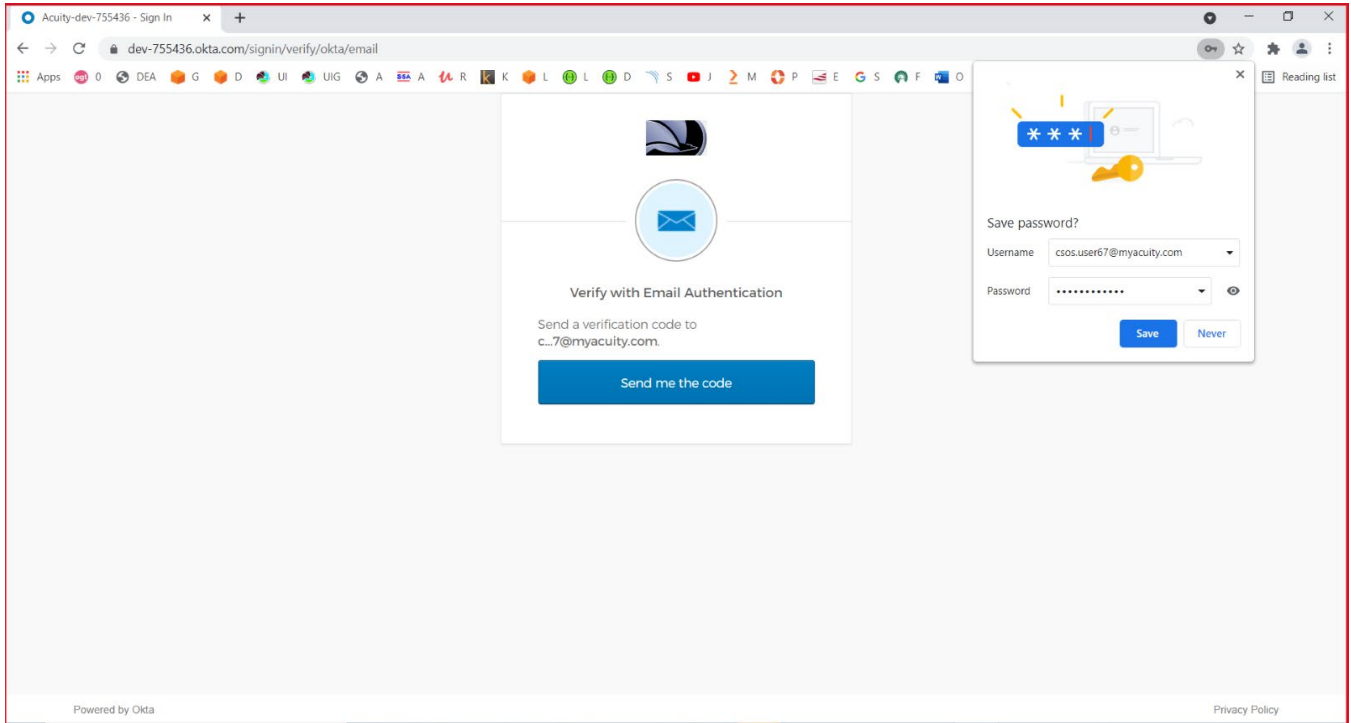 Acuity-dev-755436 - Sign In
dev-755436.okta.com/signin/verify/okta/email
Apps ogt 0 DEA G D UI UIG A SSA A R K K L L D S J M P E G S F O Reading list
Verify with Email Authentication
Send a verification code to
c...7@myacuity.com.
Send me the code
***
Save password?
Username csos.user67@myacuity.com
Password ••••••••••••
Save Never
Powered by Okta Privacy Policy